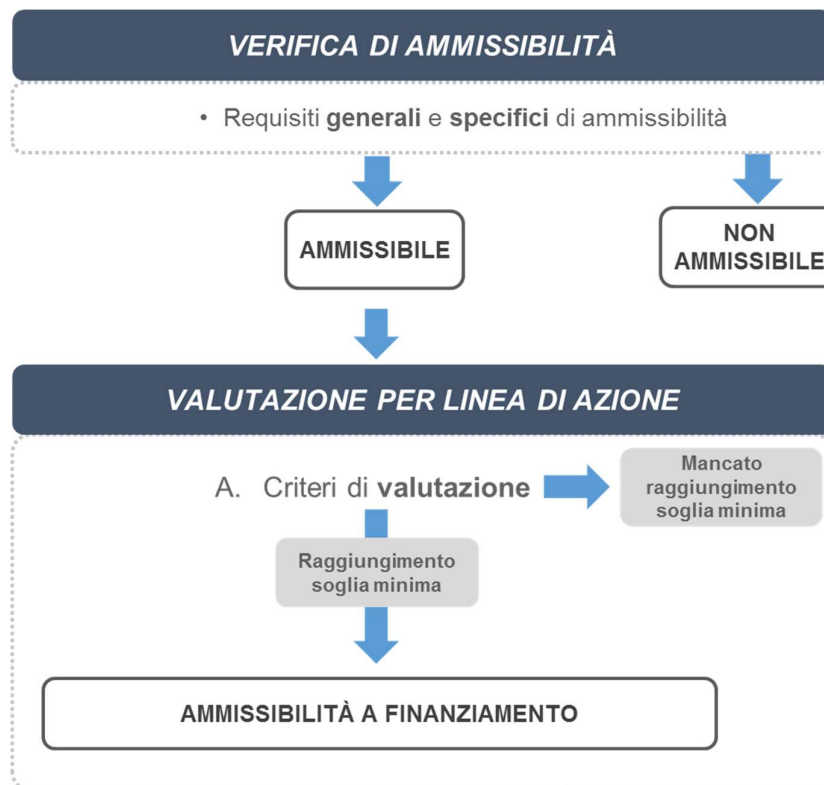 VERIFICA DI AMMISSIBILITÀ
• Requisiti generali e specifici di ammissibilità
AMMISSIBILE
NON
AMMISSIBILE
VALUTAZIONE PER LINEA DI AZIONE
A. Criteri di valutazione
Mancato
raggiungimento
soglia minima
Raggiungimento
soglia minima
AMMISSIBILITÀ A FINANZIAMENTO